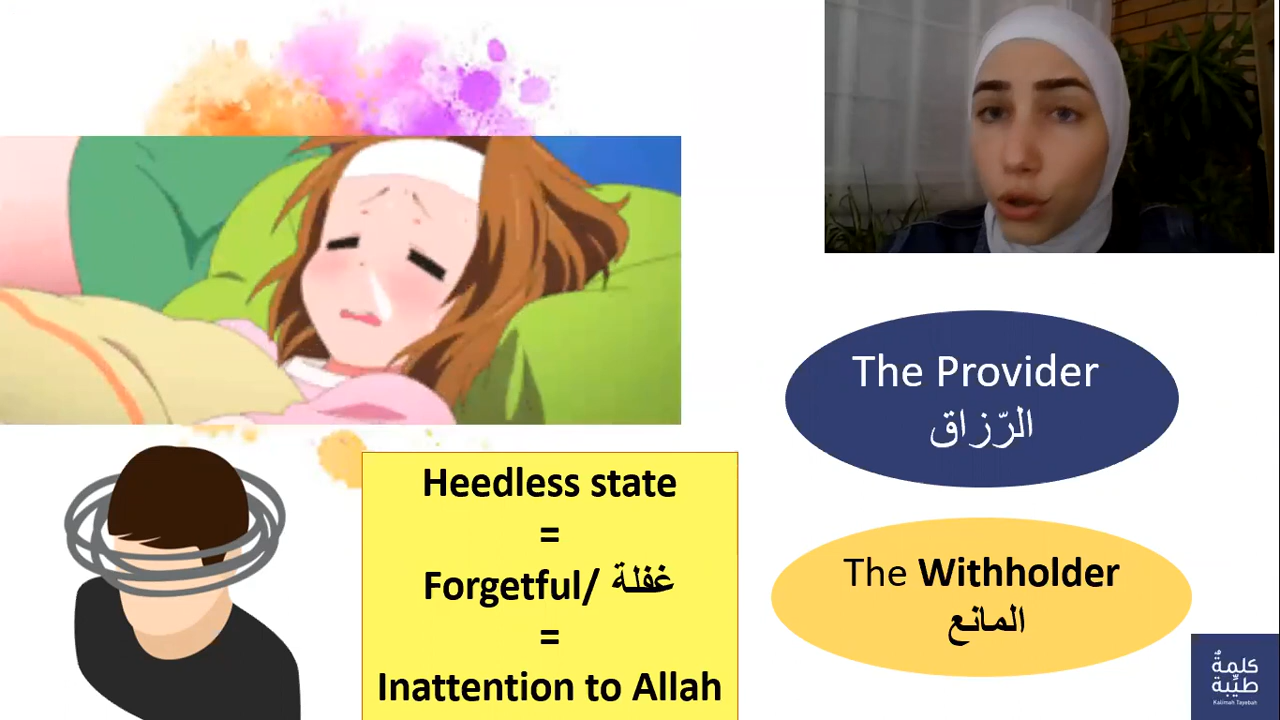 The Provider
الرّزاق
Heedless state
=
Forgetful/ غفلة
=
Inattention to Allah
The Withholder
المانع
كلمةٌ
طيّبة
Kalimah Tayebah